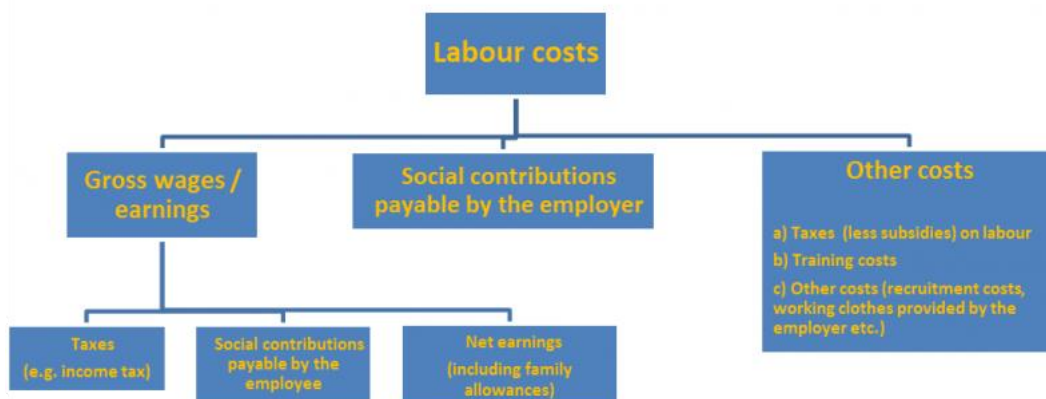 Labour costs
Gross wages /
earnings
Social contributions
payable by the employer
Other costs
a) Taxes (less subsidies) on labour
b) Training costs
c) Other costs (recruitment costs,
working clothes provided by the
employer etc.)
Taxes
(e.g. income tax)
Social contributions
payable by the
employee
Net earnings
(including family
allowances)